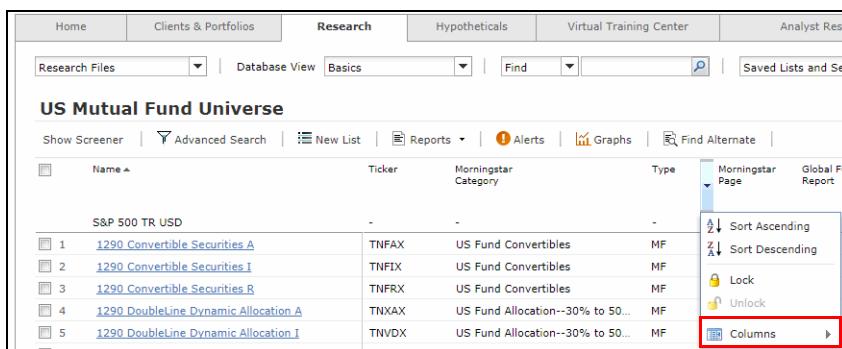 Home Clients & Portfolios Research Hypotheticals Virtual Training Center Analyst Res
Research Files Database View Basics Find Saved Lists and Se
US Mutual Fund Universe
Show Screener Advanced Search New List Reports Alerts Graphs Find Alternate
Name Ticker Morningstar Category Type Morningstar Page Global F Report
S&P 500 TR USD - - -
1 1290 Convertible Securities A TNFAX US Fund Convertibles MF
2 1290 Convertible Securities I TNFIX US Fund Convertibles MF
3 1290 Convertible Securities R TNFRX US Fund Convertibles MF
4 1290 DoubleLine Dynamic Allocation A TNXAX US Fund Allocation--30% to 50... MF
5 1290 DoubleLine Dynamic Allocation I TNVDX US Fund Allocation--30% to 50... MF
Sort Ascending
Sort Descending
Lock
Unlock
Columns